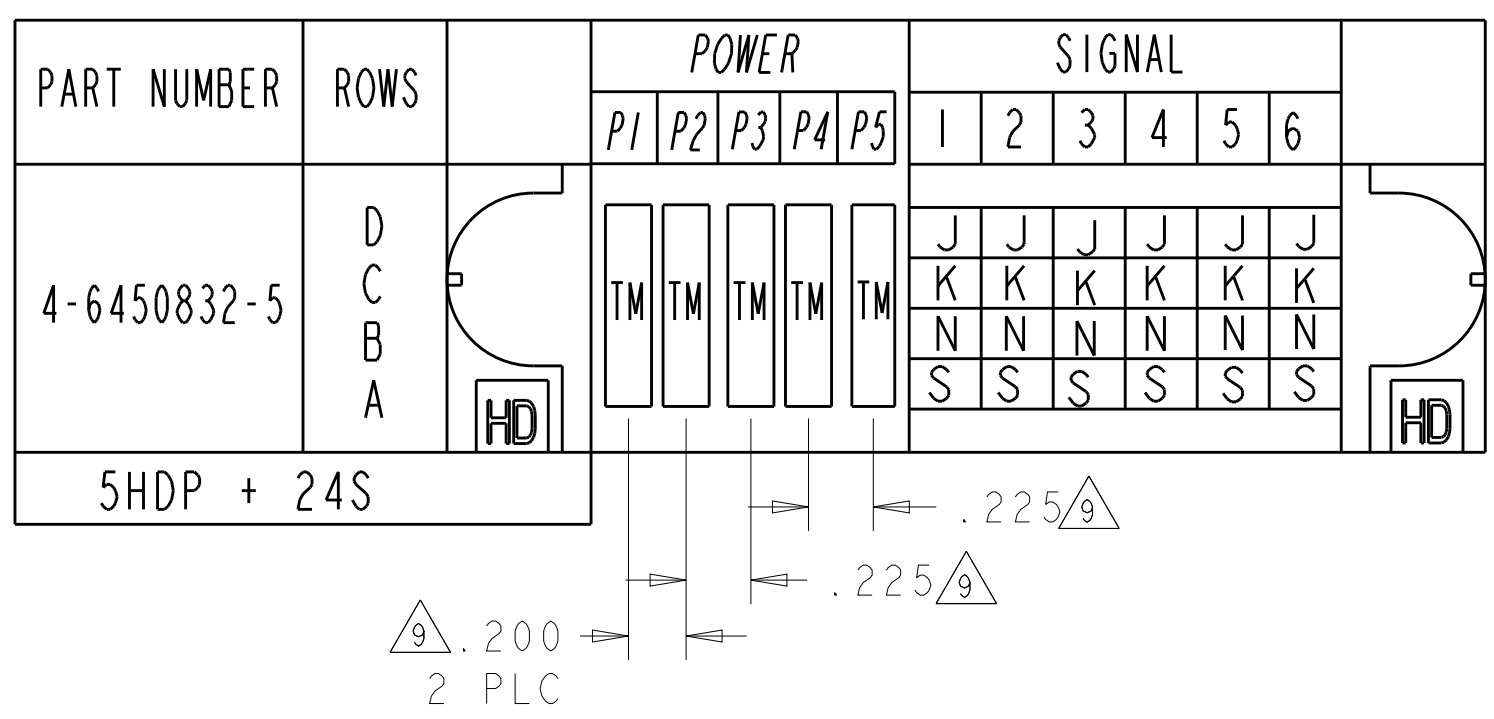 PART NUMBER ROWS POWER SIGNAL
P1 P2 P3 P4 P5 1 2 3 4 5 6
D J J J J J J
C K K K K K K
4-6450832-5 TM TM TM TM TM
B N N N N N N
A S S S S S S
HD HD
5HDP + 24S
.225 9
.225 9
9 .200
2 PLC